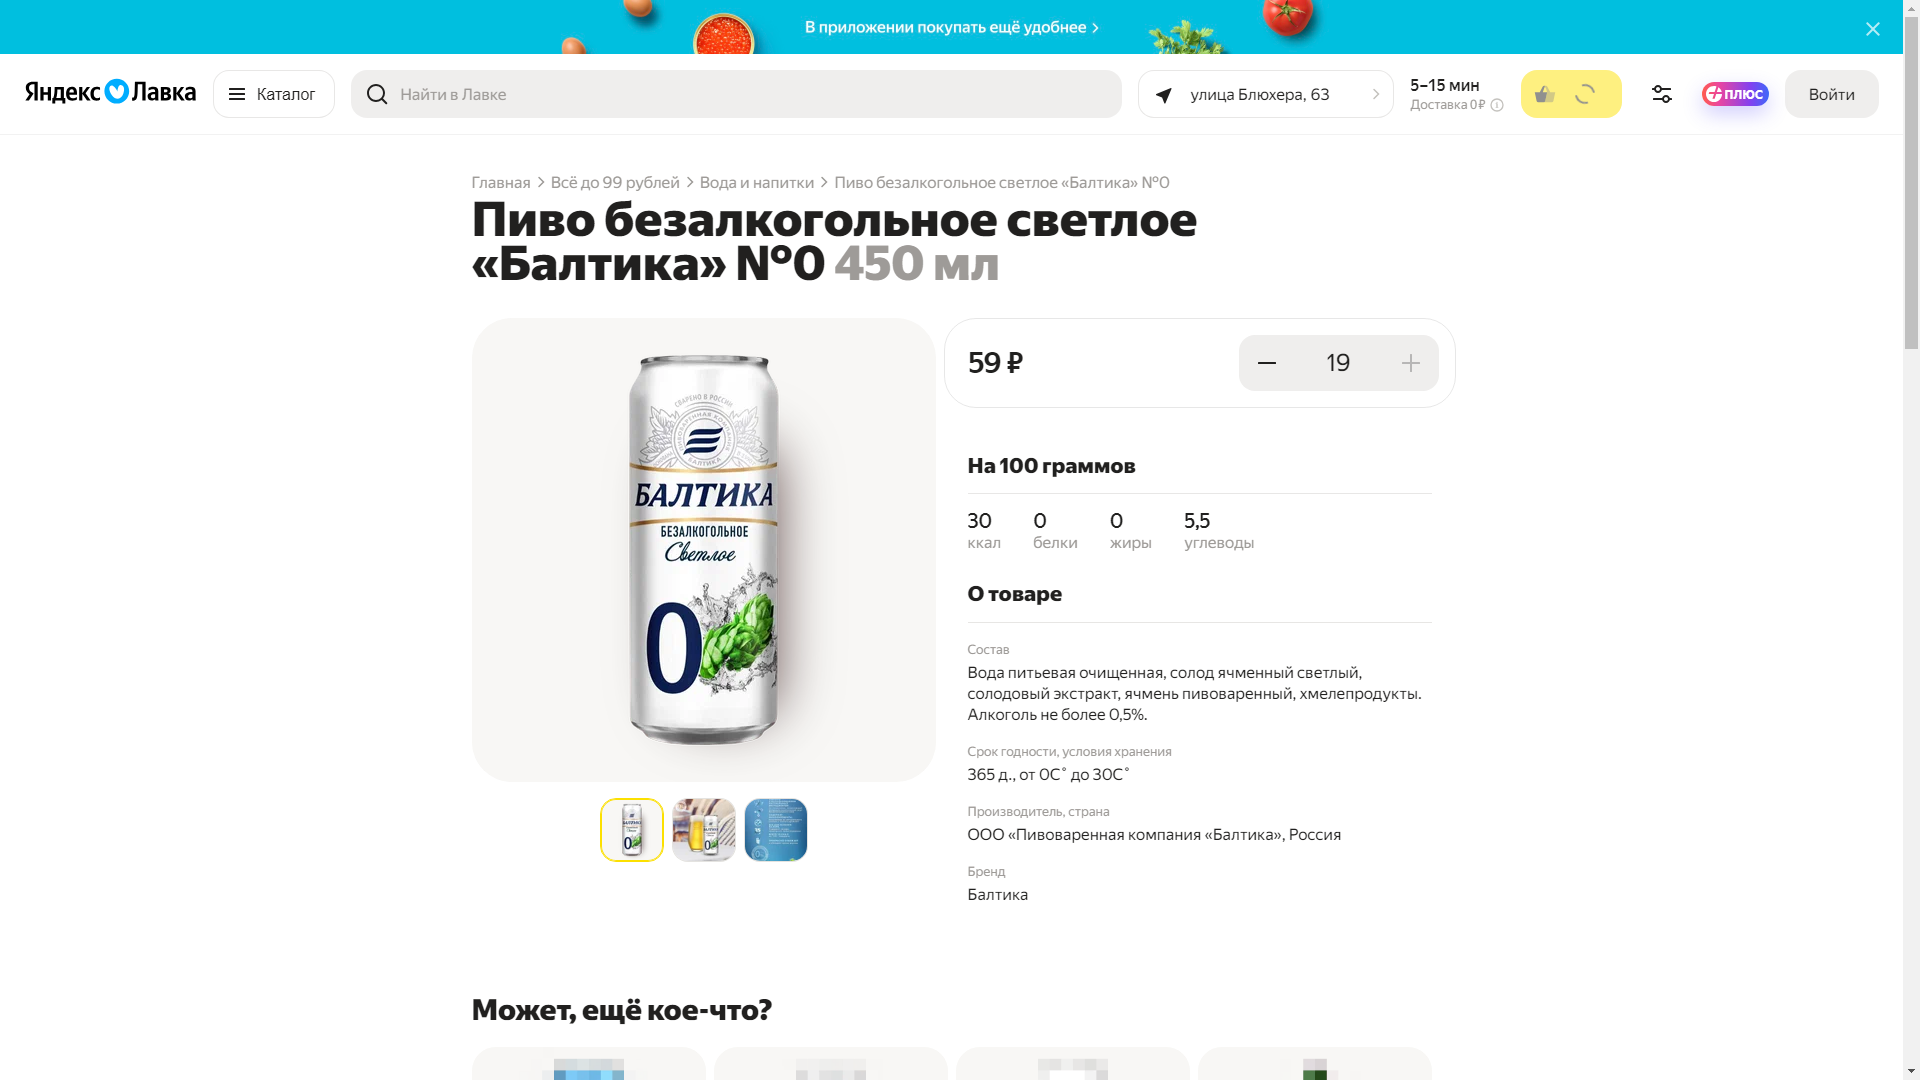 В приложении покупать ещё удобнее
Яндекс Лавка
Каталог
Найти в Лавке
улица Блюхера, 63
5–15 мин
Доставка 0 ₽
плюс
Войти
Главная > Всё до 99 рублей > Вода и напитки > Пиво безалкогольное светлое «Балтика» №0
Пиво безалкогольное светлое
«Балтика» №0 450 мл
59 ₽
19
СВАРЕНО В РОССИИ
БАЛТИКА
БАЛТИКА
БЕЗАЛКОГОЛЬНОЕ
Светлое
0
На 100 граммов
30 0 0 5,5
ккал белки жиры углеводы
О товаре
Состав
Вода питьевая очищенная, солод ячменный светлый,
солодовый экстракт, ячмень пивоваренный, хмелепродукты.
Алкоголь не более 0,5%.
Срок годности, условия хранения
365 д., от 0С˚ до 30С˚
Производитель, страна
ООО «Пивоваренная компания «Балтика», Россия
Бренд
Балтика
Может, ещё кое-что?